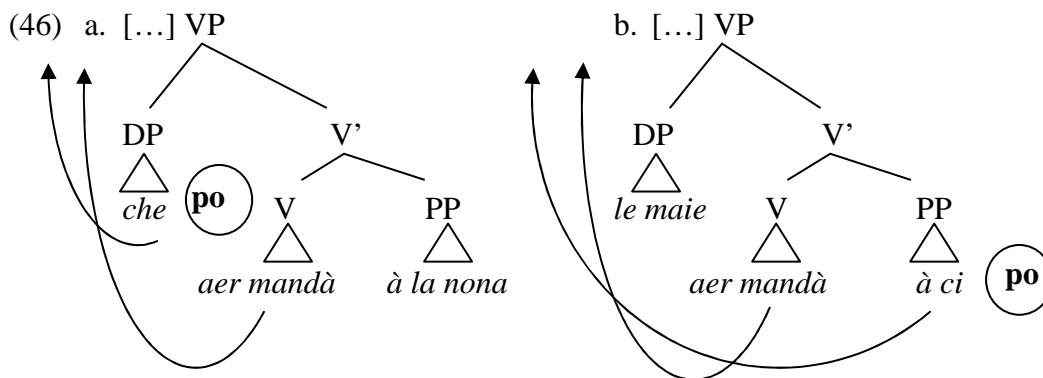 (46) a. […] VP b. […] VP
DP V’ DP V’
che po V PP le maie V PP
aer mandà à la nona aer mandà à ci po